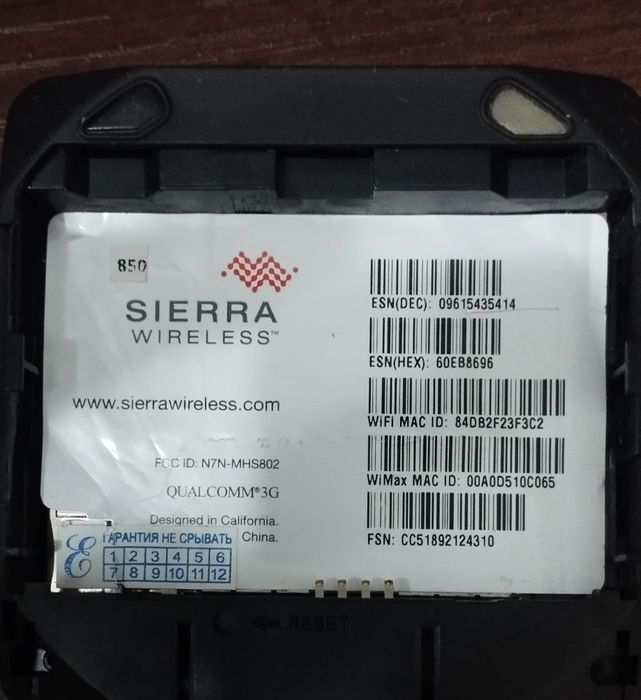 850
SIERRA
WIRELESS™
www.sierrawireless.com
FCC ID: N7N-MHS802
QUALCOMM®3G
Designed in California.
China.
ГАРАНТИЯ НЕ СРЫВАТЬ
1 2 3 4 5 6
7 8 9 10 11 12
ESN(DEC): 09615435414
ESN(HEX): 60EB8696
WiFi MAC ID: 84DB2F23F3C2
WiMax MAC ID: 00A0D510C065
FSN: CC51892124310
RESET